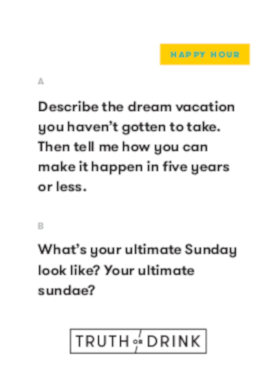 HAPPY HOUR
A
Describe the dream vacation
you haven't gotten to take.
Then tell me how you can
make it happen in five years
or less.
B
What's your ultimate Sunday
look like? Your ultimate
sundae?
TRUTH OR DRINK